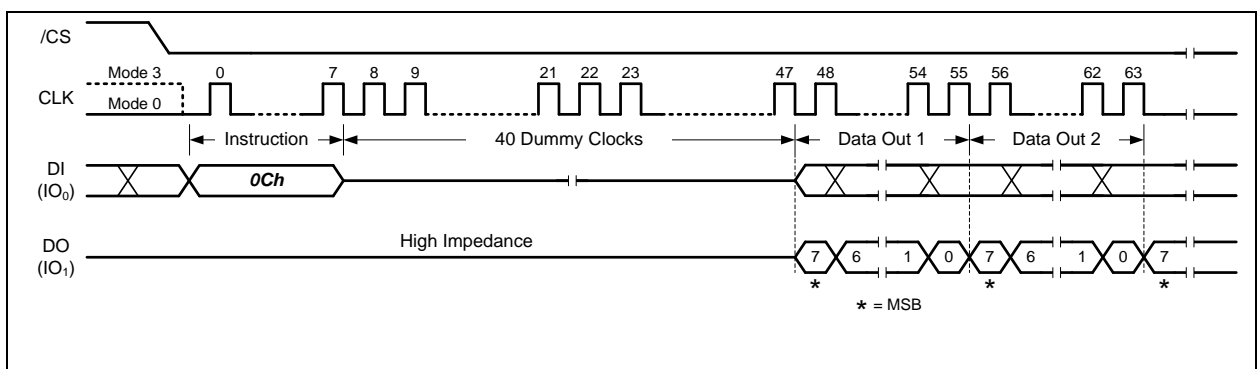 /CS
Mode 3 0 7 8 9 21 22 23 47 48 54 55 56 62 63
CLK
Mode 0
Instruction 40 Dummy Clocks Data Out 1 Data Out 2
DI
(IO₀)
0Ch
DO
(IO₁)
High Impedance
7 6 1 0 7 6 1 0 7
* * *
* = MSB